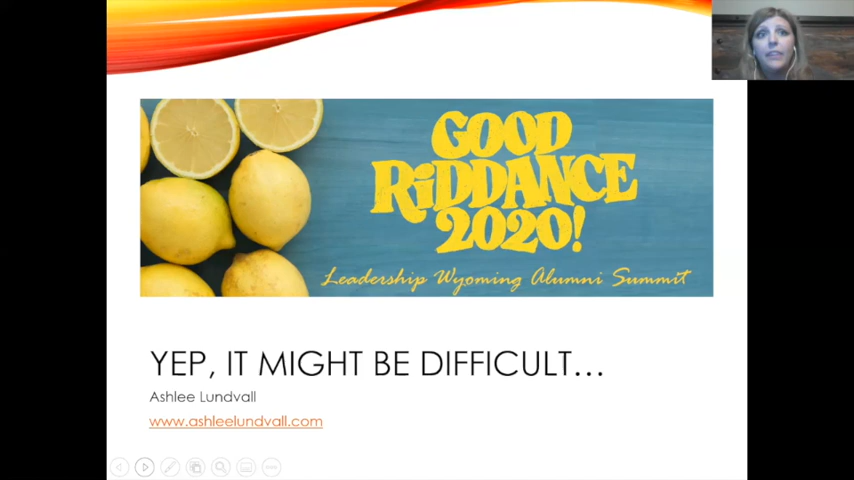 GOOD
RiDDANCE
2020!
Leadership Wyoming Alumni Summit
YEP, IT MIGHT BE DIFFICULT…
Ashlee Lundvall
www.ashleelundvall.com